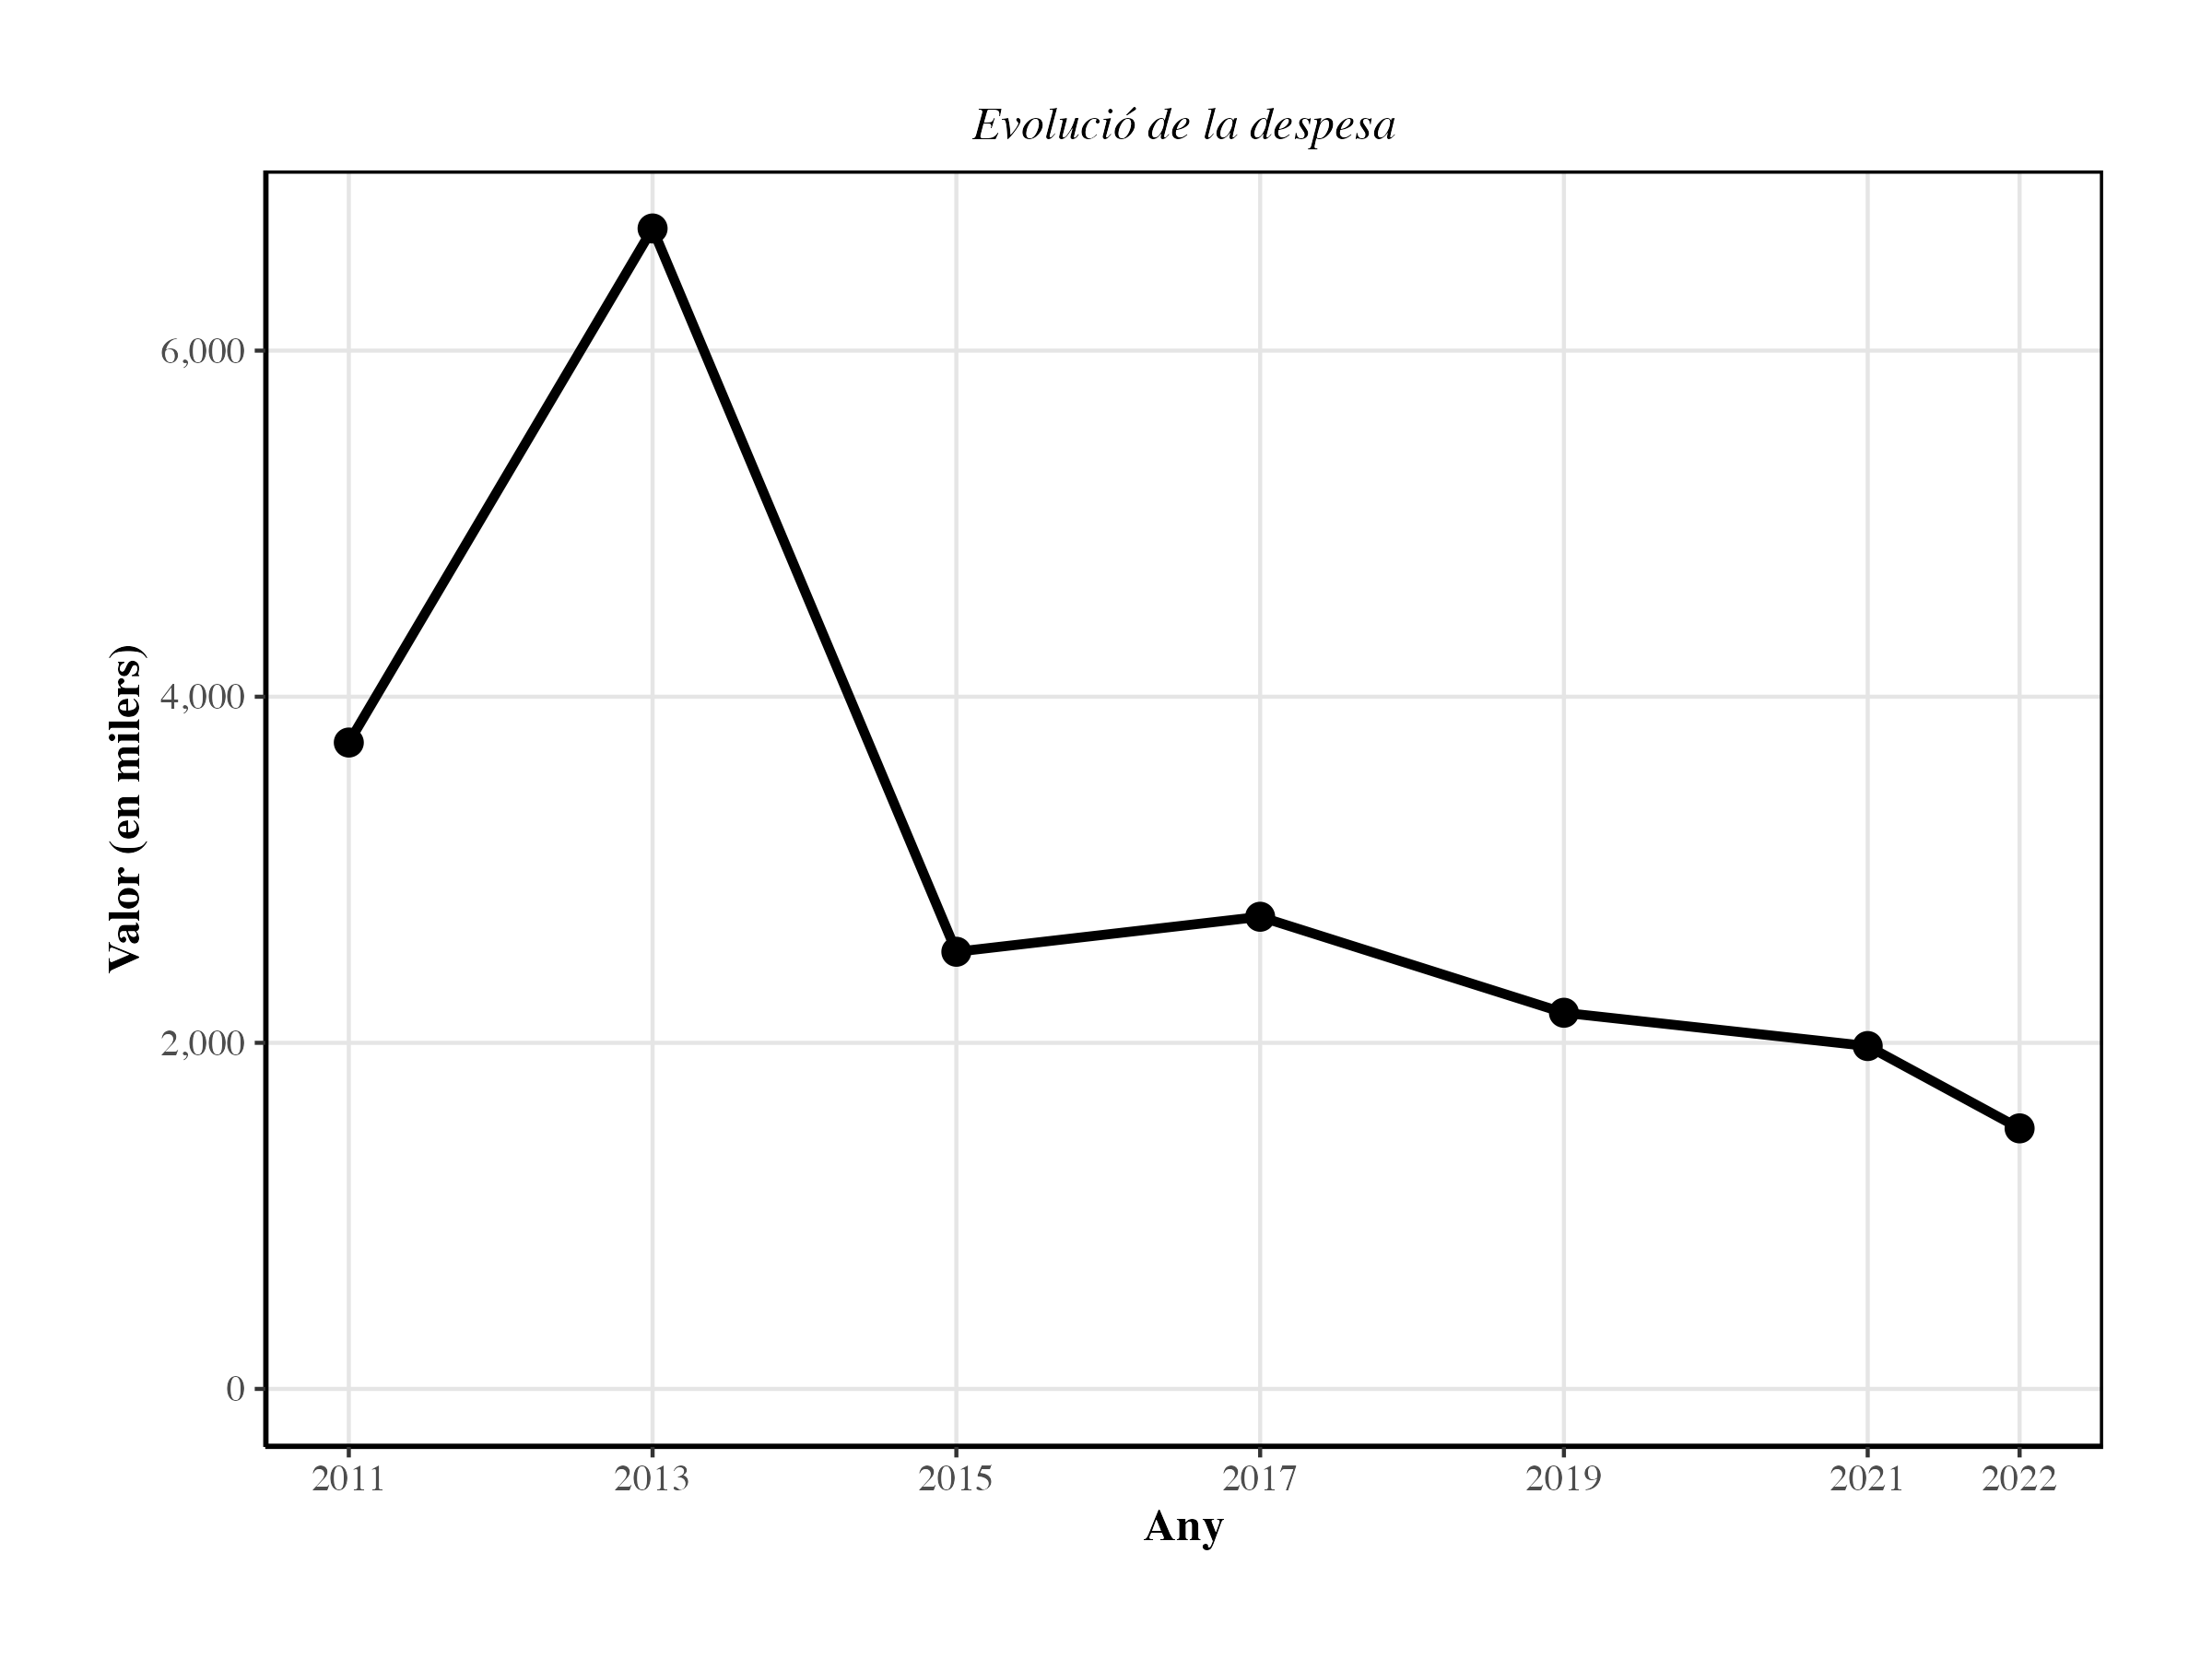 Evolució de la despesa
Valor (en milers)
6,000
4,000
2,000
0
2011 2013 2015 2017 2019 2021 2022
Any